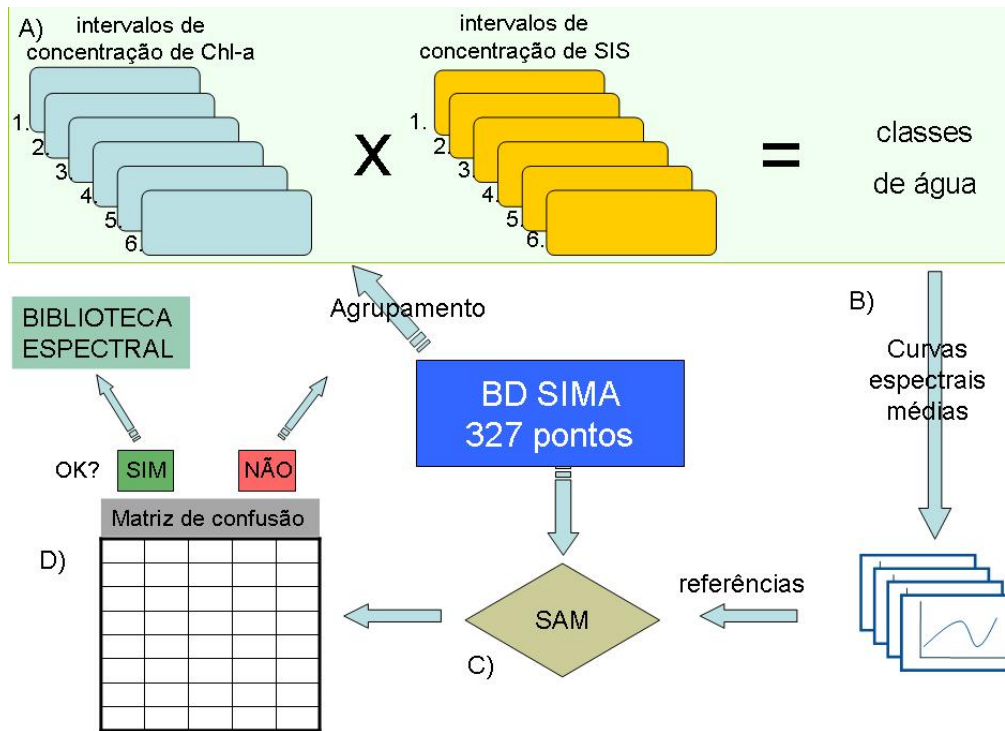 A)
intervalos de
concentração de Chl-a
1.
2.
3.
4.
5.
6.
X
intervalos de
concentração de SIS
1.
2.
3.
4.
5.
6.
=
classes
de água
Agrupamento
B)
Curvas
espectrais
médias
BIBLIOTECA
ESPECTRAL
BD SIMA
327 pontos
OK?
SIM
NÃO
Matriz de confusão
D)
referências
SAM
C)